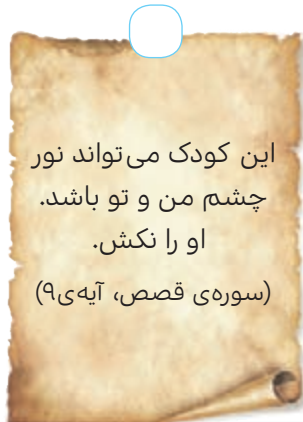 این کودک می‌تواند نور
چشم من و تو باشد.
او را نکش.
(سوره‌ی قصص، آیه‌ی۹)